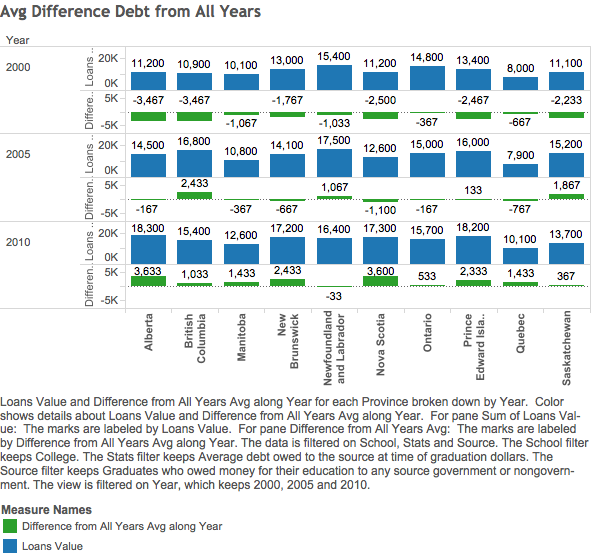 Avg Difference Debt from All Years
Year
2000
Loans ..
20K
0K
11,200 10,900 10,100 13,000 15,400 11,200 14,800 13,400 8,000 11,100
Differe..
5K
-5K
-3,467 -3,467 -1,067 -1,767 -1,033 -2,500 -367 -2,467 -667 -2,233
2005
Loans ..
20K
0K
14,500 16,800 10,800 14,100 17,500 12,600 15,000 16,000 7,900 15,200
Differen..
5K
-5K
-167 2,433 -367 -667 1,067 -1,100 -167 133 -767 1,867
2010
Loans ..
20K
0K
18,300 15,400 12,600 17,200 16,400 17,300 15,700 18,200 10,100 13,700
Differen..
5K
-5K
3,633 1,033 1,433 2,433 -33 3,600 533 2,333 1,433 367
Alberta
British
Columbia
Manitoba
New
Brunswick
Newfoundland
and Labrador
Nova Scotia
Ontario
Prince
Edward Isla..
Quebec
Saskatchewan
Loans Value and Difference from All Years Avg along Year for each Province broken down by Year.  Color
shows details about Loans Value and Difference from All Years Avg along Year.  For pane Sum of Loans Val-
ue:  The marks are labeled by Loans Value.  For pane Difference from All Years Avg:  The marks are labeled
by Difference from All Years Avg along Year. The data is filtered on School, Stats and Source. The School filter
keeps College. The Stats filter keeps Average debt owed to the source at time of graduation dollars. The
Source filter keeps Graduates who owed money for their education to any source government or nongovern-
ment. The view is filtered on Year, which keeps 2000, 2005 and 2010.
Measure Names
Difference from All Years Avg along Year
Loans Value